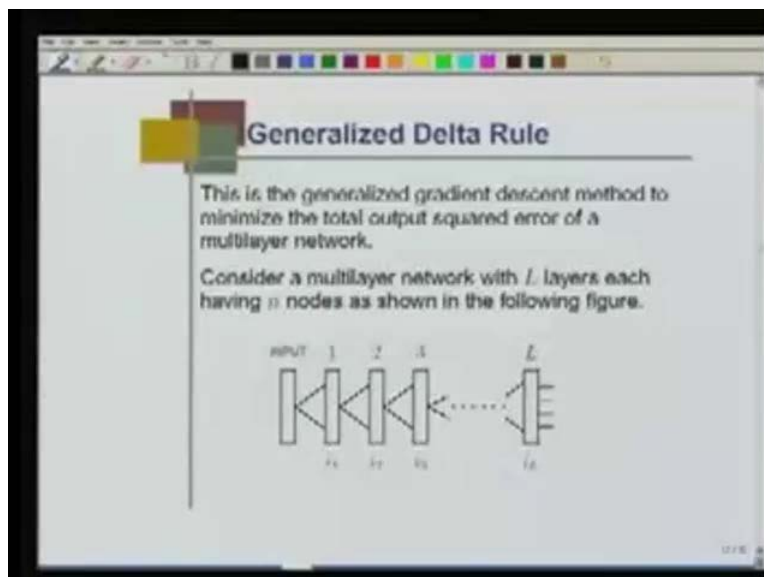 Generalized Delta Rule
This is the generalized gradient descent method to
minimize the total output squared error of a
multilayer network.
Consider a multilayer network with L layers each
having n nodes as shown in the following figure.
INPUT 1 2 3 L